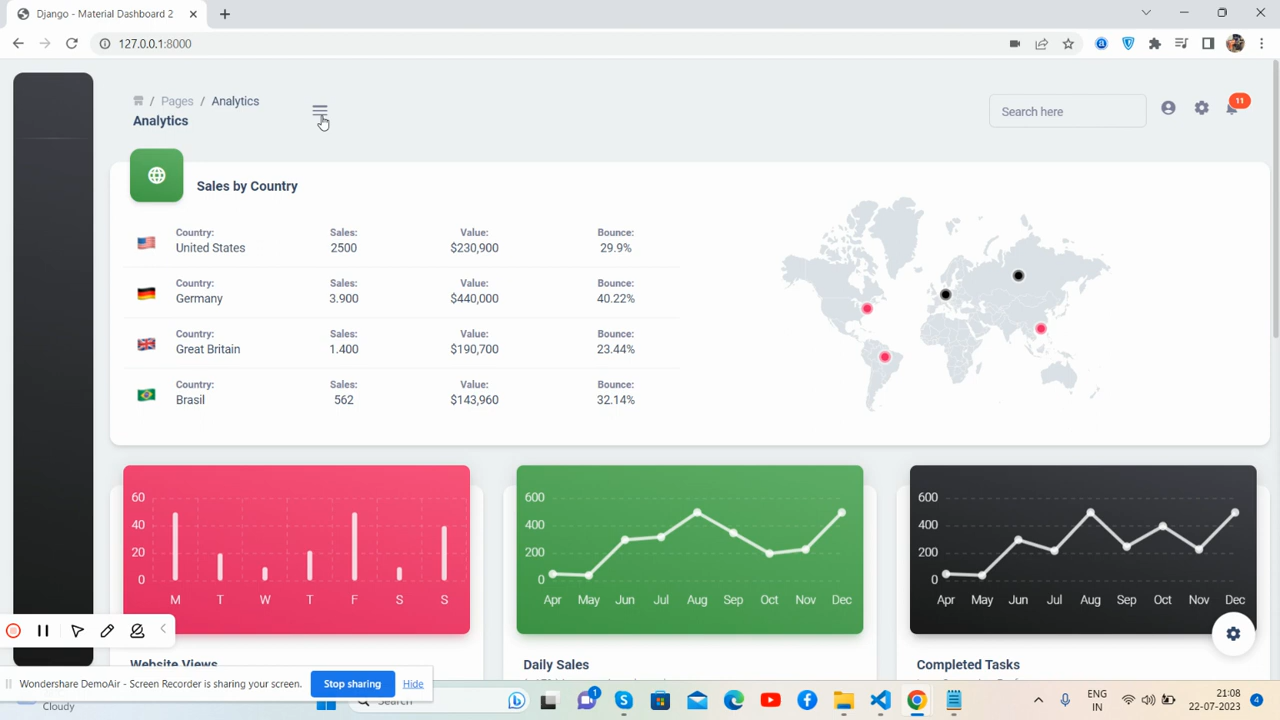 Django - Material Dashboard 2
127.0.0.1:8000
/ Pages / Analytics
Analytics
Search here
11
Sales by Country
Country: Sales: Value: Bounce:
United States 2500 $230,900 29.9%
Country: Sales: Value: Bounce:
Germany 3.900 $440,000 40.22%
Country: Sales: Value: Bounce:
Great Britain 1.400 $190,700 23.44%
Country: Sales: Value: Bounce:
Brasil 562 $143,960 32.14%
60
40
20
0
M T W T F S S
600
400
200
0
Apr May Jun Jul Aug Sep Oct Nov Dec
600
400
200
0
Apr May Jun Jul Aug Sep Oct Nov Dec
Website Views
Daily Sales
Completed Tasks
Wondershare DemoAir - Screen Recorder is sharing your screen.
Stop sharing
Hide
Cloudy
Search
1
ENG
IN
21:08
22-07-2023
4